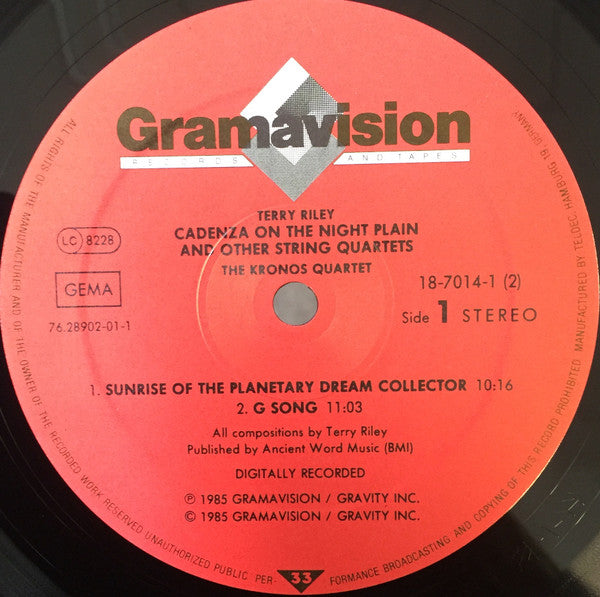 Gramavision
RECORDS AND TAPES
TERRY RILEY
CADENZA ON THE NIGHT PLAIN
AND OTHER STRING QUARTETS
THE KRONOS QUARTET
LC 8228
GEMA
76.28902-01-1
18-7014-1 (2)
Side 1 STEREO
1. SUNRISE OF THE PLANETARY DREAM COLLECTOR 10:16
2. G SONG 11:03
All compositions by Terry Riley
Published by Ancient Word Music (BMI)
DIGITALLY RECORDED
℗ 1985 GRAMAVISION / GRAVITY INC.
© 1985 GRAMAVISION / GRAVITY INC.
33
ALL RIGHTS OF THE MANUFACTURER AND OF THE OWNER OF THE RECORDED WORK RESERVED UNAUTHORIZED PUBLIC PER- FORMANCE BROADCASTING AND COPYING OF THIS RECORD PROHIBITED MANUFACTURED BY TELDEC, HAMBURG 19 GERMANY